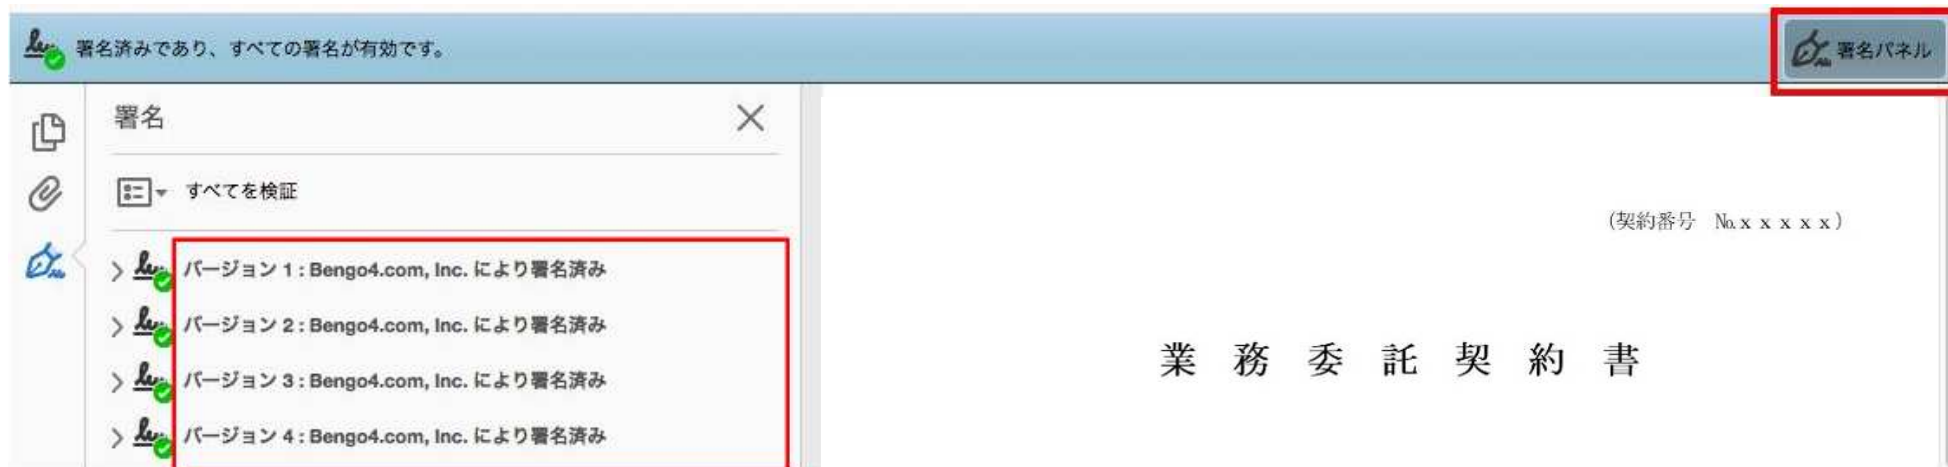 署名済みであり、すべての署名が有効です。
署名パネル
署名
すべてを検証
バージョン 1 : Bengo4.com, Inc. により署名済み
バージョン 2 : Bengo4.com, Inc. により署名済み
バージョン 3 : Bengo4.com, Inc. により署名済み
バージョン 4 : Bengo4.com, Inc. により署名済み
（契約番号　№ｘｘｘｘｘ）
業 務 委 託 契 約 書